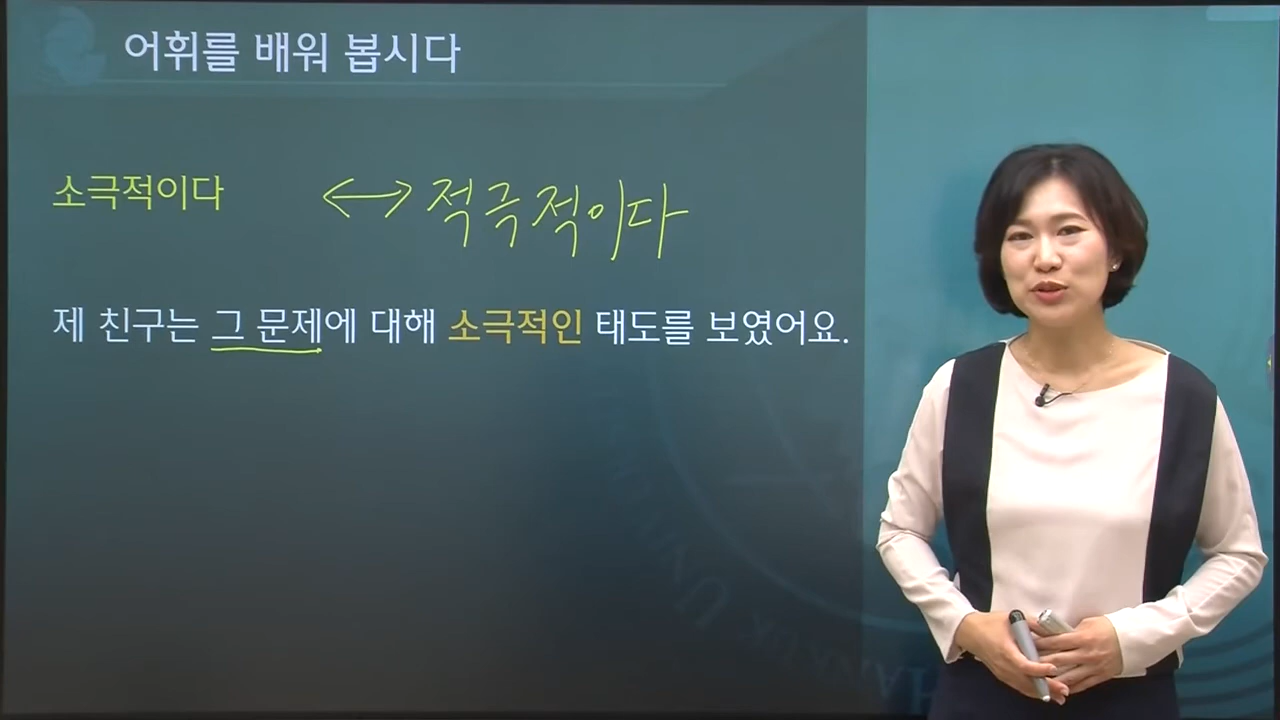 어휘를 배워 봅시다
소극적이다 ↔ 적극적이다
제 친구는 그 문제에 대해 소극적인 태도를 보였어요.